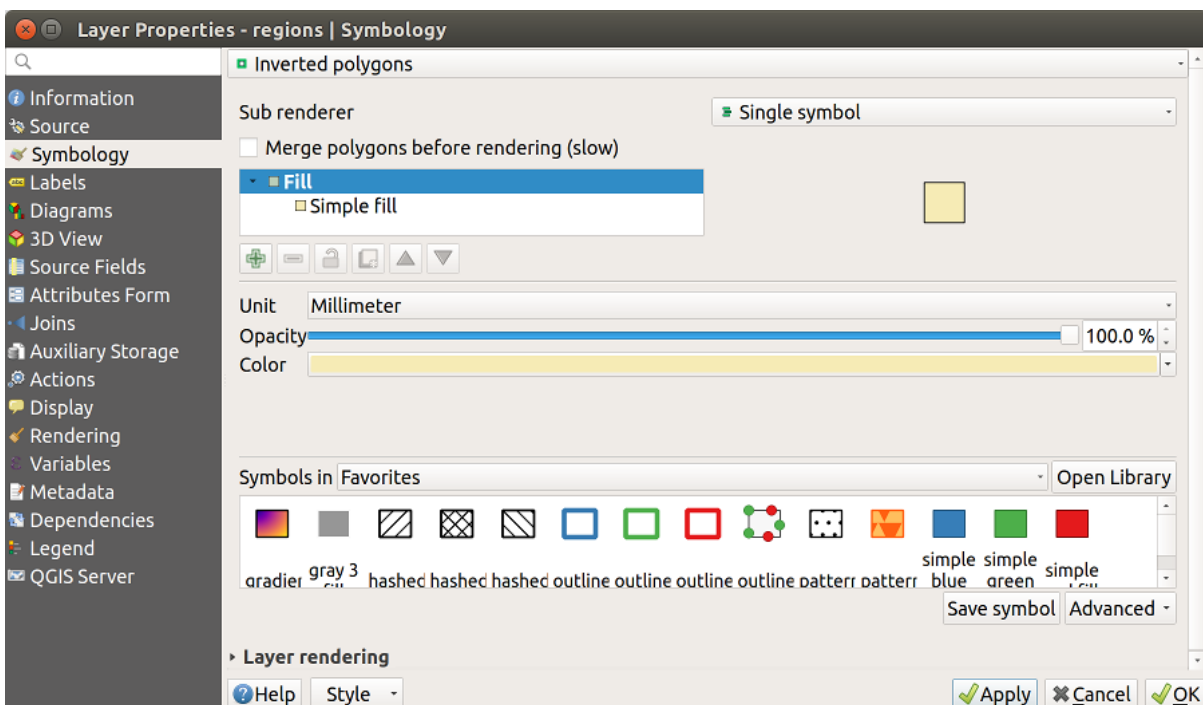 Layer Properties - regions | Symbology
Information
Source
Symbology
Labels
Diagrams
3D View
Source Fields
Attributes Form
Joins
Auxiliary Storage
Actions
Display
Rendering
Variables
Metadata
Dependencies
Legend
QGIS Server
Inverted polygons
Sub renderer Single symbol
Merge polygons before rendering (slow)
Fill
Simple fill
Unit Millimeter
Opacity 100.0 %
Color
Symbols in Favorites Open Library
gray 3 simple simple simple
hashed hashed hashed outline outline outline outline blue green
Save symbol Advanced
Layer rendering
Help Style Apply Cancel OK